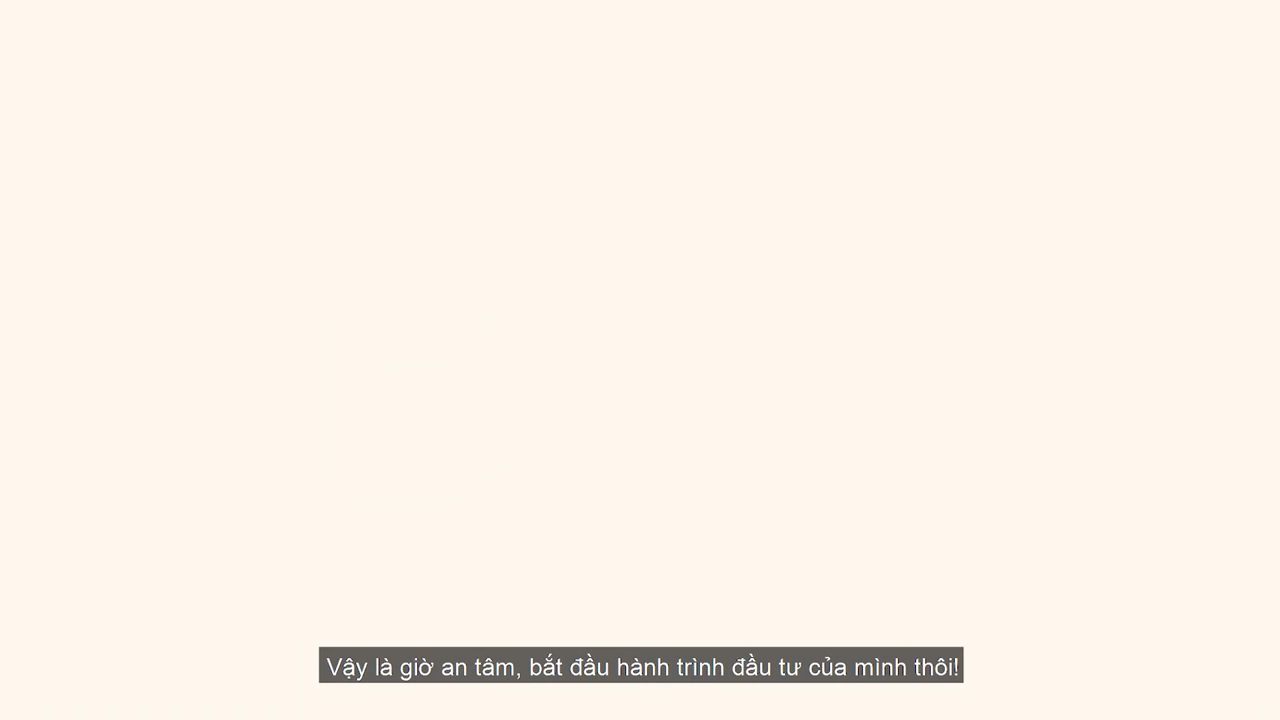 Vậy là giờ an tâm, bắt đầu hành trình đầu tư của mình thôi!